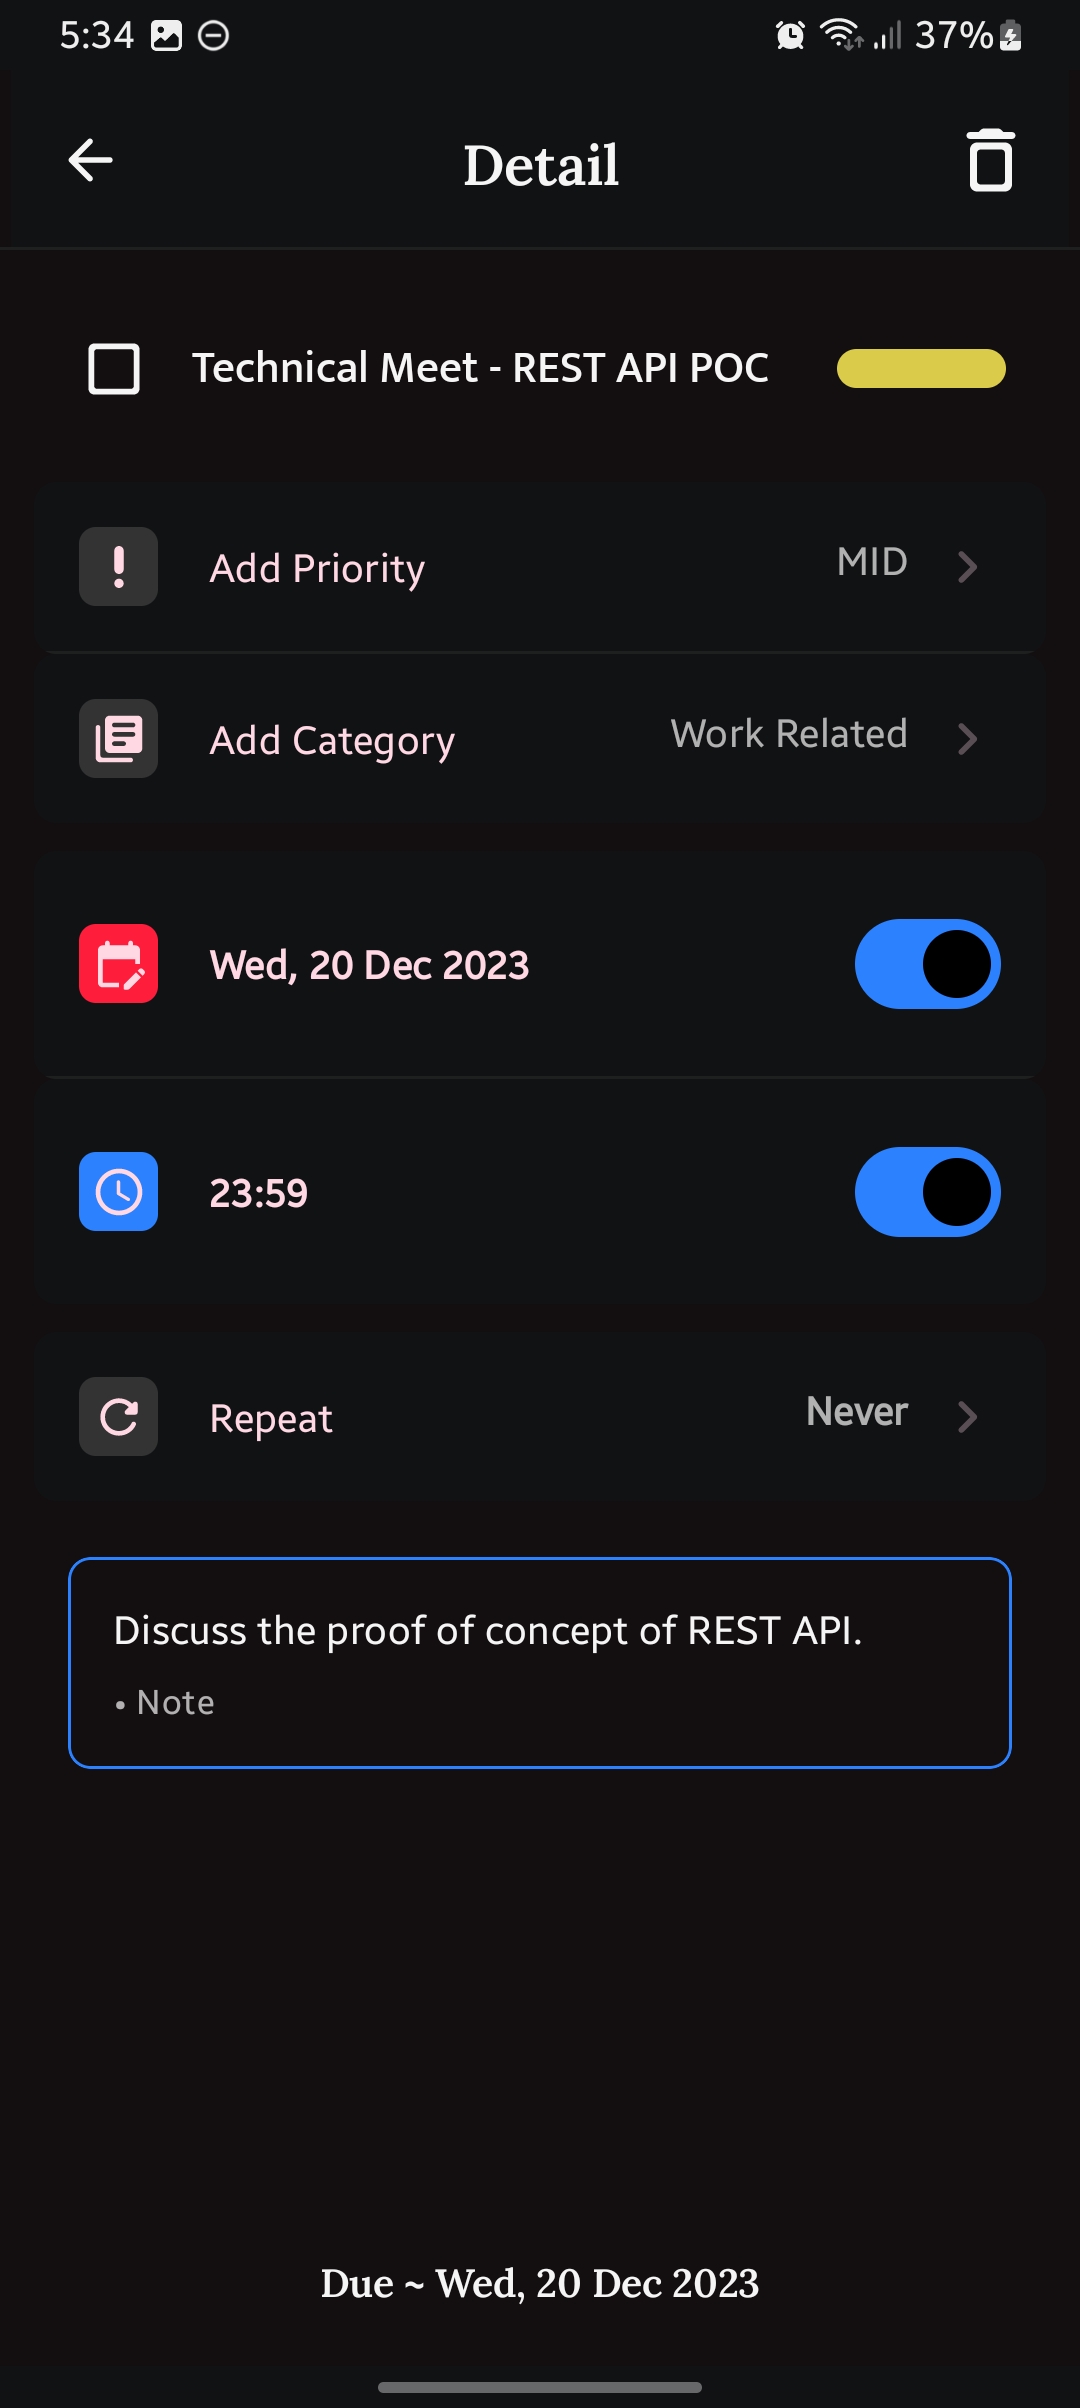 5:34 37%
Detail
Technical Meet - REST API POC
Add Priority MID
Add Category Work Related
Wed, 20 Dec 2023
23:59
Repeat Never
Discuss the proof of concept of REST API.
• Note
Due ~ Wed, 20 Dec 2023